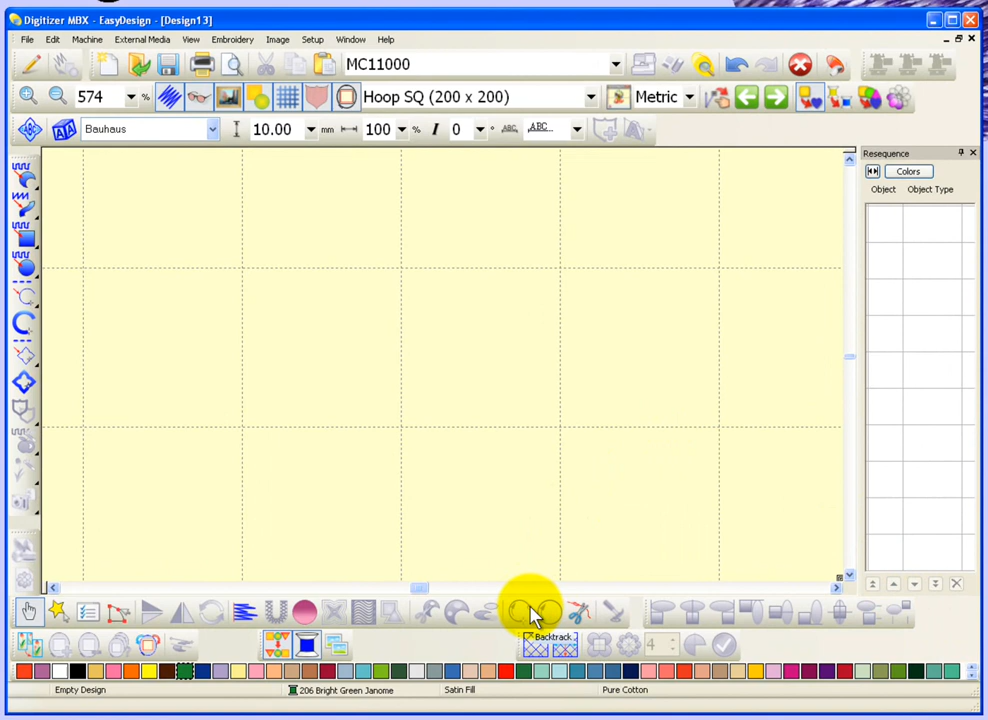 Digitizer MBX - EasyDesign - [Design13]
File Edit Machine External Media View Embroidery Image Setup Window Help
MC11000
574 % Hoop SQ (200 x 200) Metric
Bauhaus 10.00 mm 100 % I 0 ° ABC ABC...
Resequence
Colors
Object Object Type
Backtrack
4
Empty Design 206 Bright Green Janome Satin Fill Pure Cotton